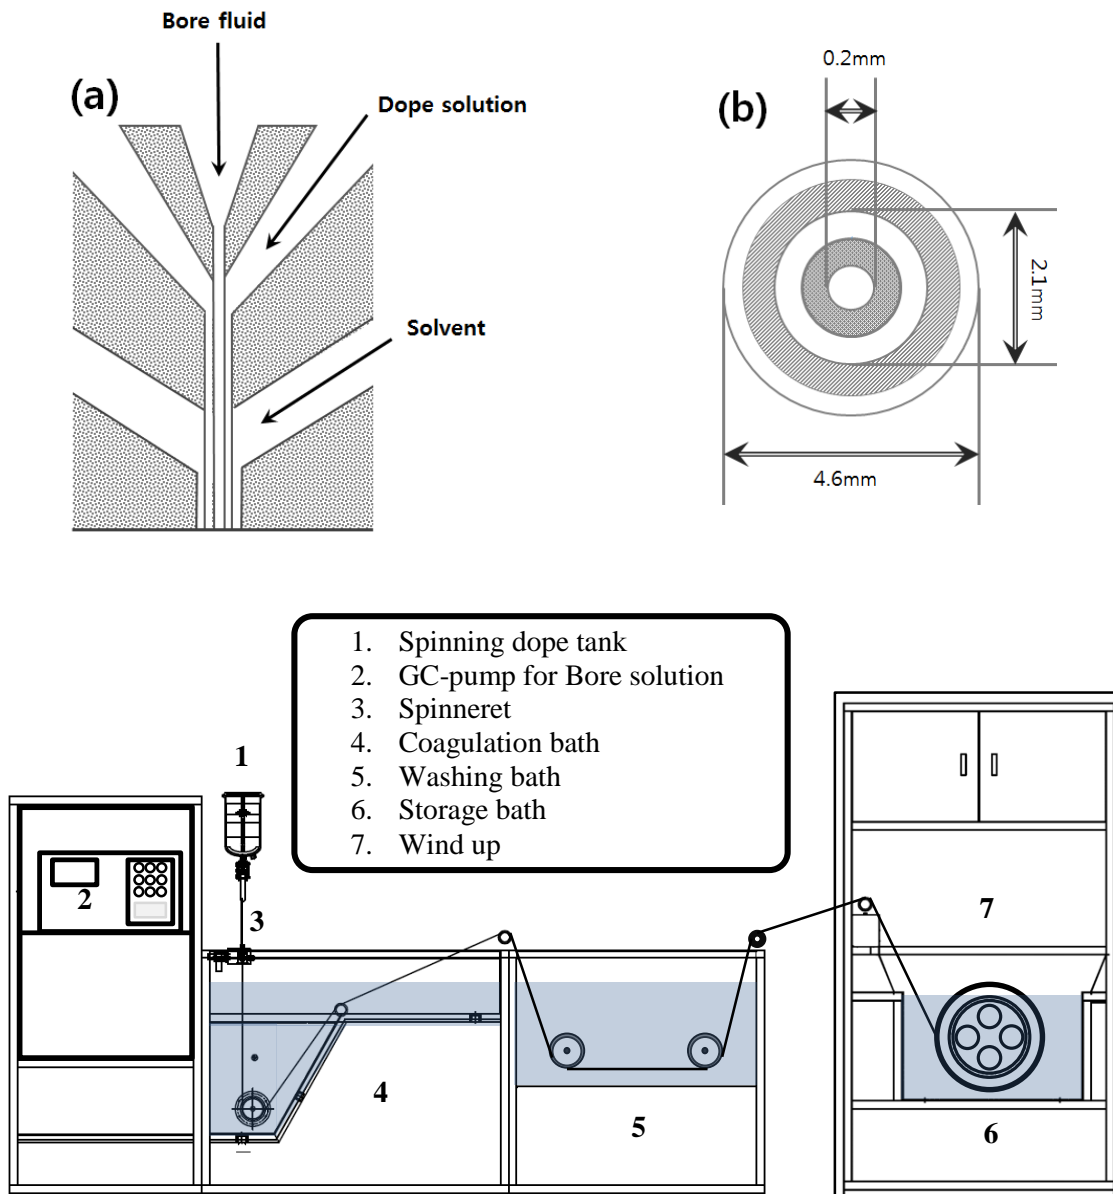 Bore fluid
(a)
Dope solution
Solvent
0.2mm
(b)
2.1mm
4.6mm
1. Spinning dope tank
2. GC-pump for Bore solution
3. Spinneret
4. Coagulation bath
5. Washing bath
6. Storage bath
7. Wind up
1
2
3
4
5
7
6